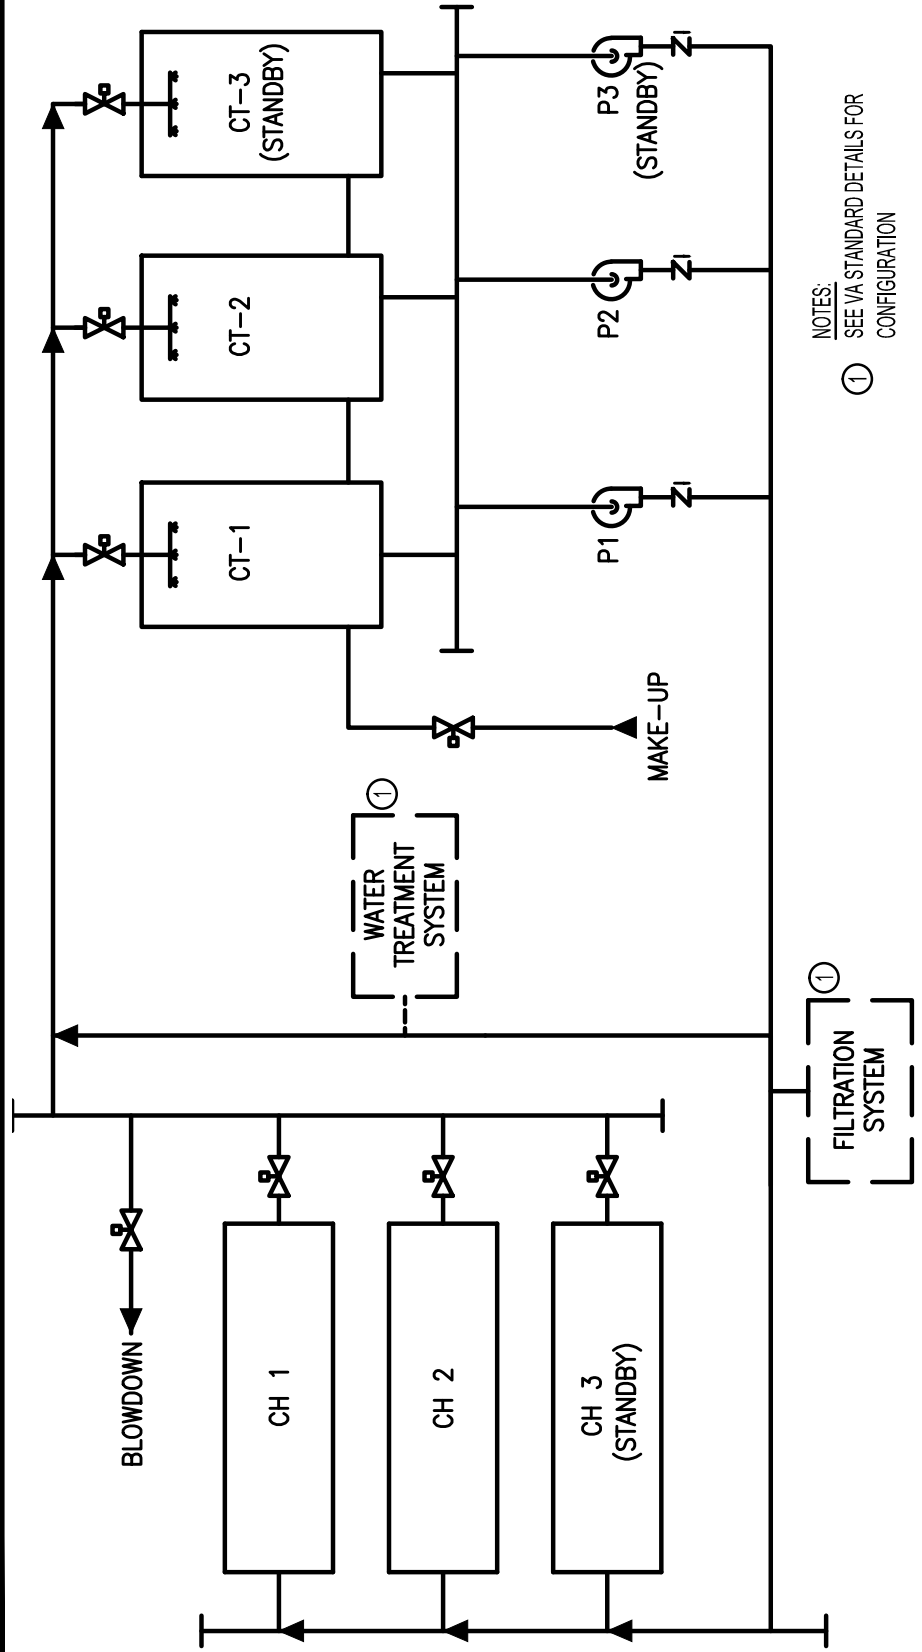 BLOWDOWN
CH 1
CH 2
CH 3
(STANDBY)
WATER
TREATMENT
SYSTEM
1
FILTRATION
SYSTEM
1
MAKE-UP
CT-1
CT-2
CT-3
(STANDBY)
P1
P2
P3
(STANDBY)
NOTES:
1 SEE VA STANDARD DETAILS FOR
CONFIGURATION